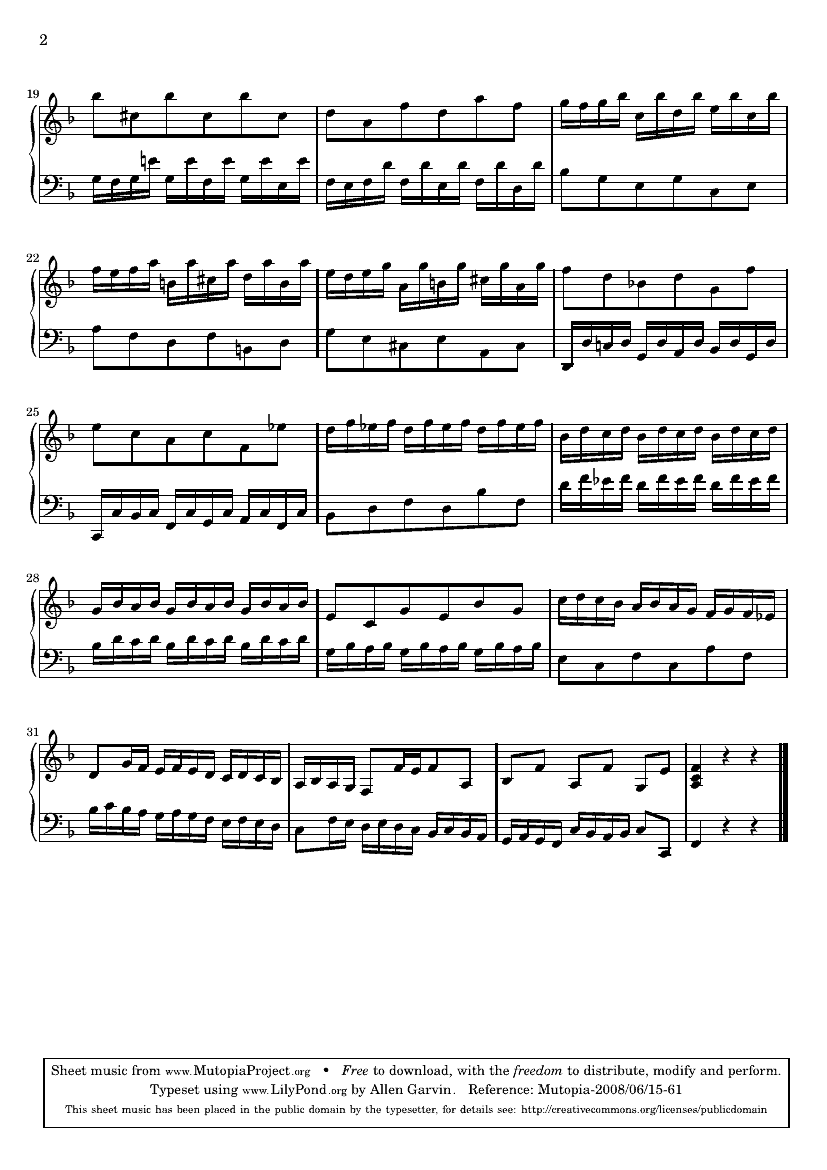 2
19
22
25
28
31
Sheet music from www.MutopiaProject.org • Free to download, with the freedom to distribute, modify and perform.
Typeset using www.LilyPond.org by Allen Garvin. Reference: Mutopia-2008/06/15-61
This sheet music has been placed in the public domain by the typesetter, for details see: http://creativecommons.org/licenses/publicdomain